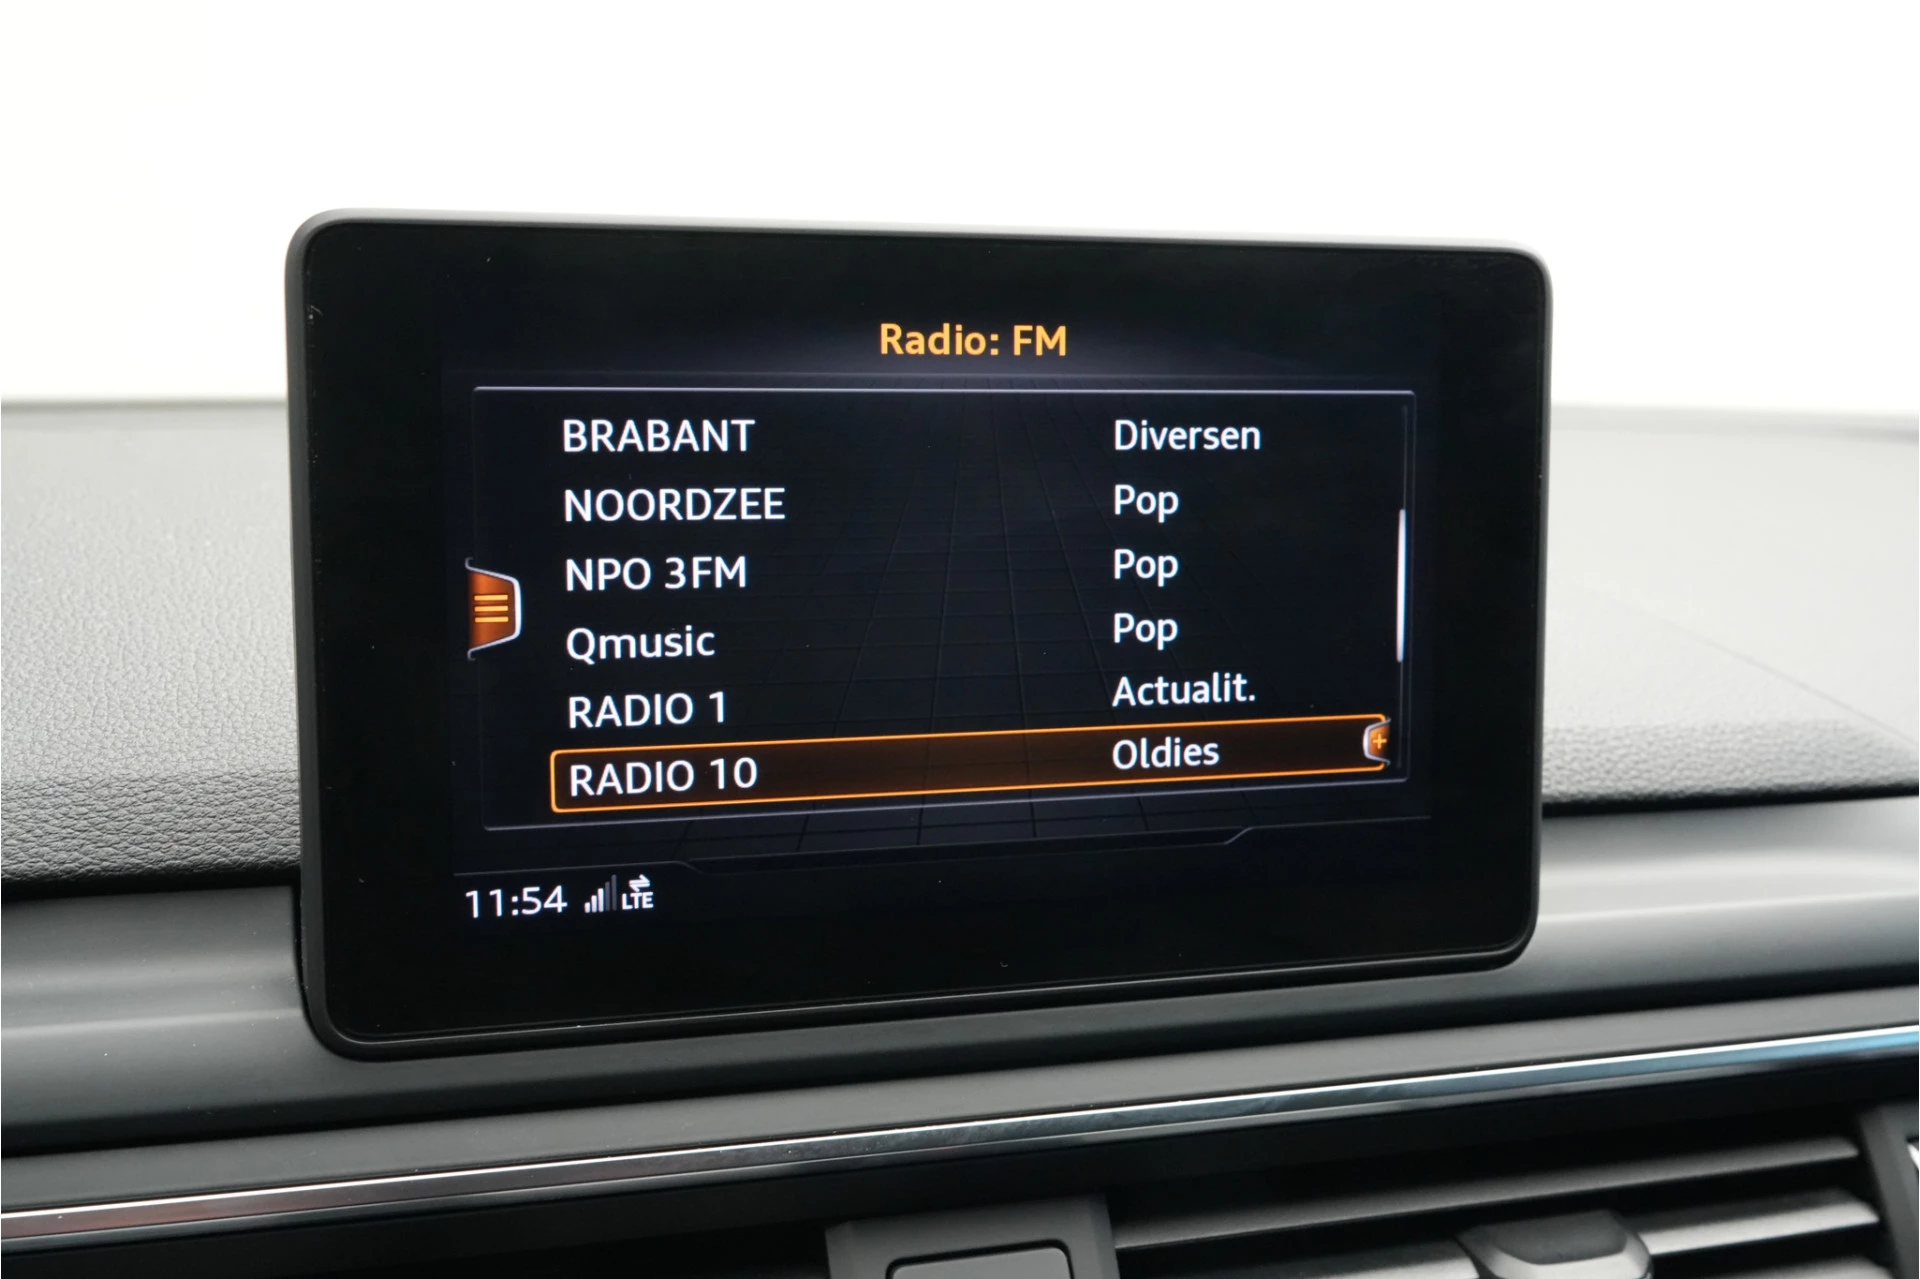 Radio: FM
BRABANT Diversen
NOORDZEE Pop
NPO 3FM Pop
Qmusic Pop
RADIO 1 Actualit.
RADIO 10 Oldies
11:54 LTE